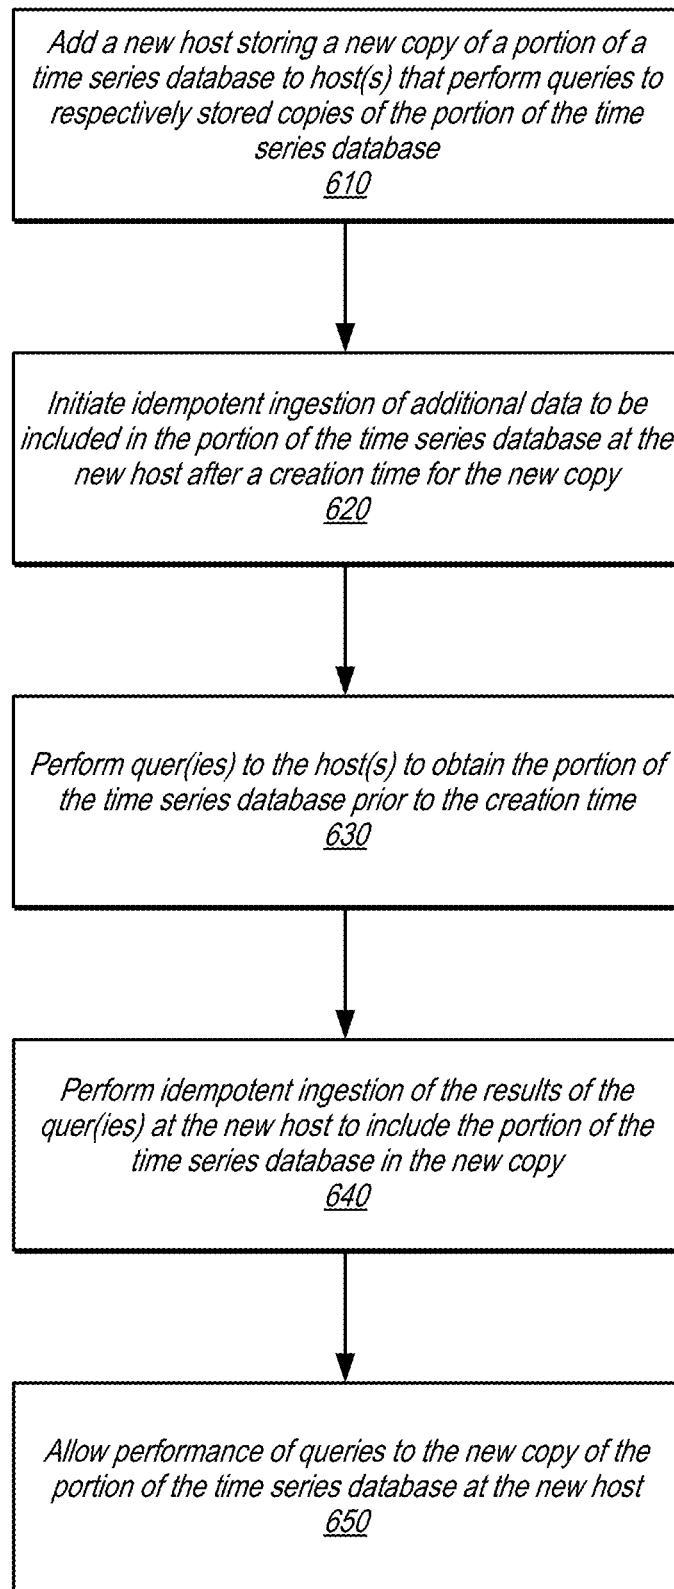 Add a new host storing a new copy of a portion of a
time series database to host(s) that perform queries to
respectively stored copies of the portion of the time
series database
610
Initiate idempotent ingestion of additional data to be
included in the portion of the time series database at the
new host after a creation time for the new copy
620
Perform quer(ies) to the host(s) to obtain the portion of
the time series database prior to the creation time
630
Perform idempotent ingestion of the results of the
quer(ies) at the new host to include the portion of the
time series database in the new copy
640
Allow performance of queries to the new copy of the
portion of the time series database at the new host
650